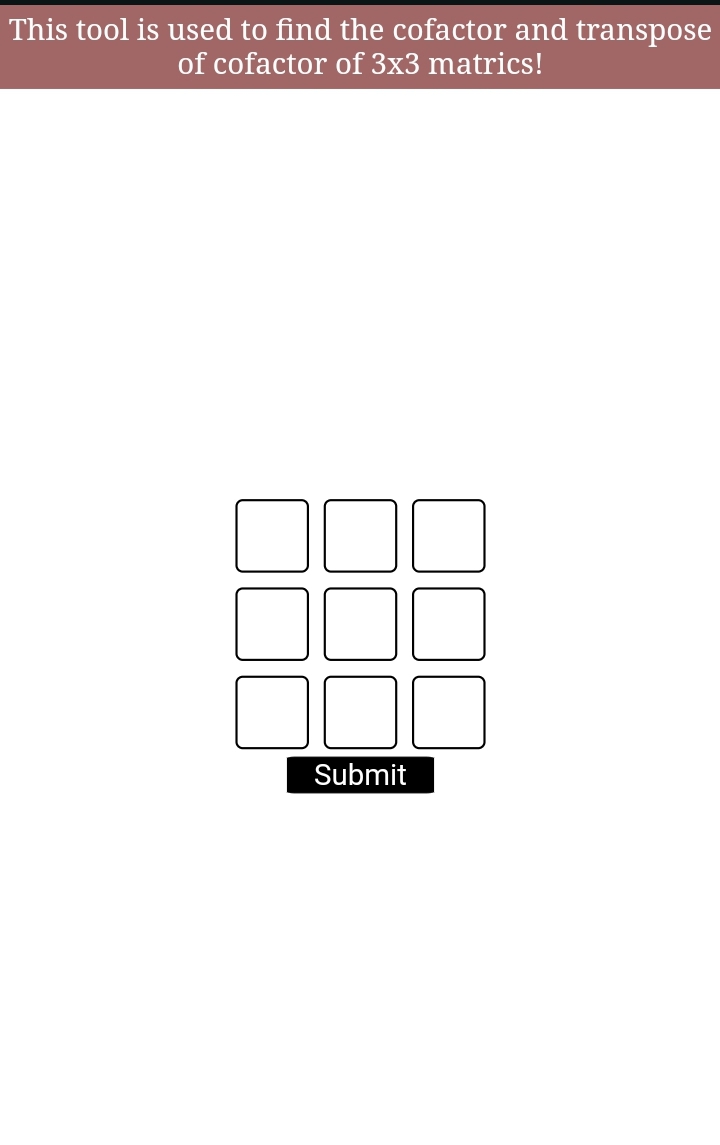 This tool is used to find the cofactor and transpose
of cofactor of 3x3 matrics!
Submit